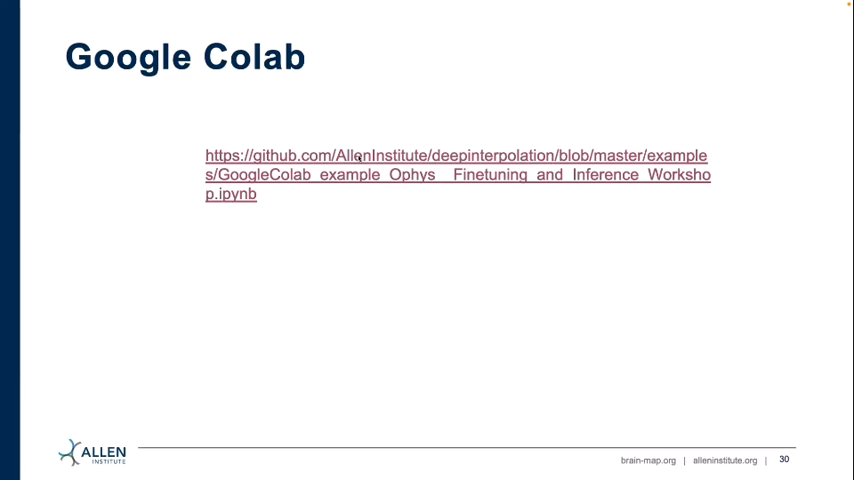 Google Colab
https://github.com/AllenInstitute/deepinterpolation/blob/master/example
s/GoogleColab_example_Ophys__Finetuning_and_Inference_Worksho
p.ipynb
ALLEN
INSTITUTE
brain-map.org | alleninstitute.org | 30